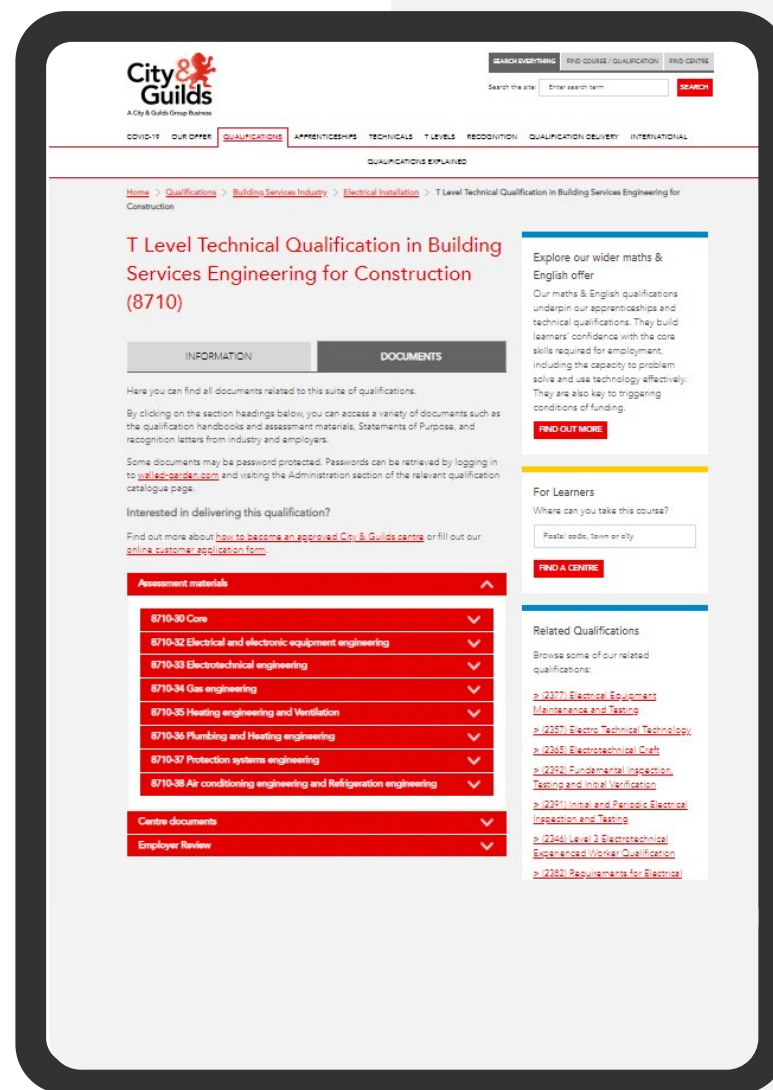 City&
Guilds
A City & Guilds Group Business
SEARCH EVERYTHING
FIND COURSE / QUALIFICATION
FIND CENTRE
Search the site:
Enter search term
SEARCH
COVID-19 OUR OFFER QUALIFICATIONS APPRENTICESHIPS TECHNICALS T LEVELS RECOGNITION QUALIFICATION DELIVERY INTERNATIONAL
QUALIFICATIONS EXPLAINED
Home > Qualifications > Building Services Industry > Electrical Installation > T Level Technical Qualification in Building Services Engineering for
Construction
T Level Technical Qualification in Building
Services Engineering for Construction
(8710)
INFORMATION
DOCUMENTS
Here you can find all documents related to this suite of qualifications.
By clicking on the section headings below, you can access a variety of documents such as
the qualification handbooks and assessment materials, Statements of Purpose, and
recognition letters from industry and employers.
Some documents may be password protected. Passwords can be retrieved by logging in
to walled-garden.com and visiting the Administration section of the relevant qualification
catalogue page.
Interested in delivering this qualification?
Find out more about how to become an approved City & Guilds centre or fill out our
online customer application form.
Assessment materials
8710-30 Core
8710-32 Electrical and electronic equipment engineering
8710-33 Electrotechnical engineering
8710-34 Gas engineering
8710-35 Heating engineering and Ventilation
8710-36 Plumbing and Heating engineering
8710-37 Protection systems engineering
8710-38 Air conditioning engineering and Refrigeration engineering
Centre documents
Employer Review
Explore our wider maths &
English offer
Our maths & English qualifications
underpin our apprenticeships and
technical qualifications. They build
learners' confidence with the core
skills required for employment,
including the capacity to problem
solve and use technology effectively.
They are also key to triggering
conditions of funding.
FIND OUT MORE
For Learners
Where can you take this course?
Postal code, town or city
FIND A CENTRE
Related Qualifications
Browse some of our related
qualifications:
> (2377) Electrical Equipment
Maintenance and Testing
> (2357) Electro Technical Technology
> (2365) Electrotechnical Craft
> (2392) Fundamental Inspection,
Testing and Initial Verification
> (2391) Initial and Periodic Electrical
Inspection and Testing
> (2346) Level 3 Electrotechnical
Experienced Worker Qualification
> (2382) Requirements for Electrical